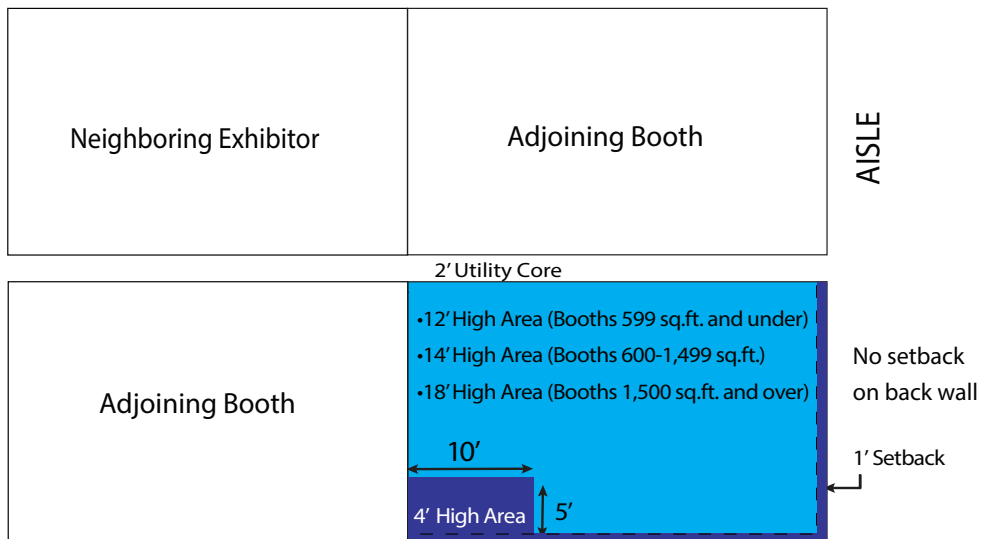 Neighboring Exhibitor
Adjoining Booth
AISLE
2’ Utility Core
•12’ High Area (Booths 599 sq.ft. and under)
•14’ High Area (Booths 600-1,499 sq.ft.)
•18’ High Area (Booths 1,500 sq.ft. and over)
No setback
on back wall
Adjoining Booth
10’
1’ Setback
4’ High Area
5’